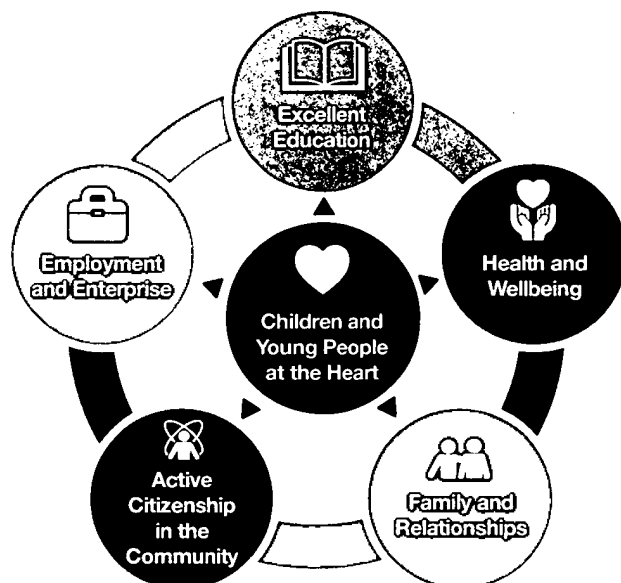 Excellent
Education
Employment
and Enterprise
Health and
Wellbeing
Children and
Young People
at the Heart
Active
Citizenship
in the
Community
Family and
Relationships